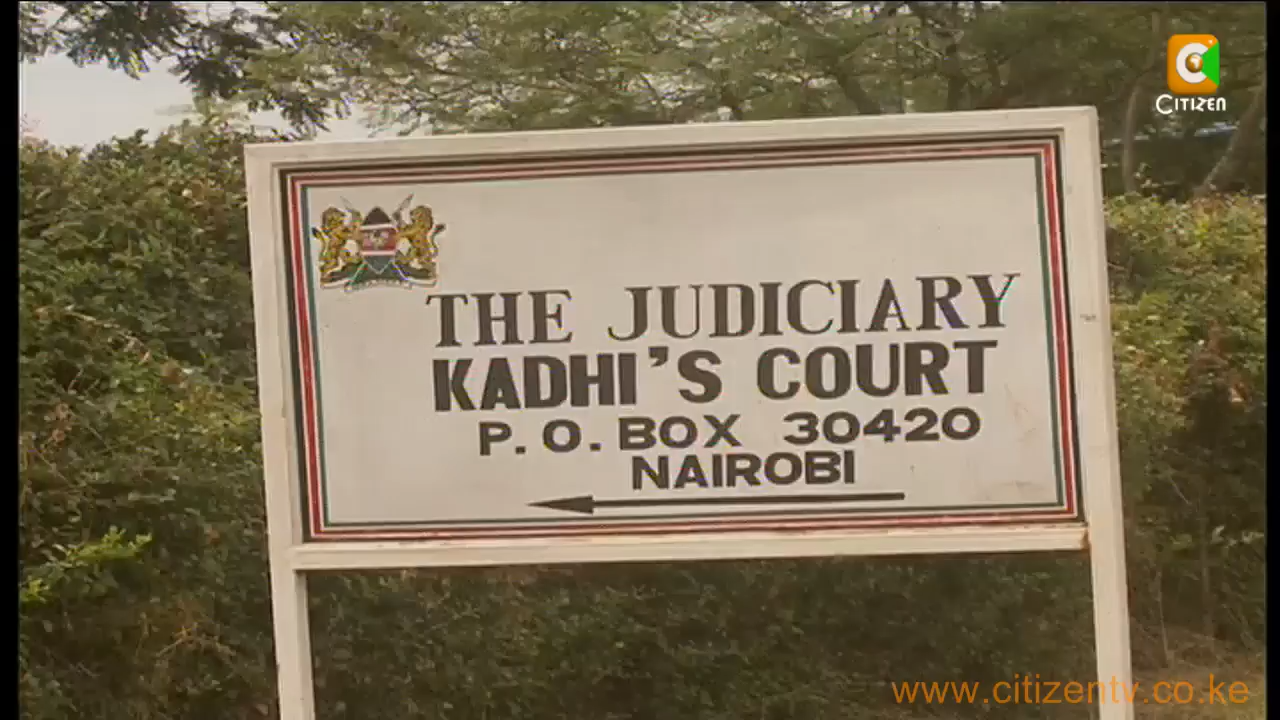 CITIZEN
THE JUDICIARY
KADHI'S COURT
P. O. BOX 30420
NAIROBI
www.citizentv.co.ke